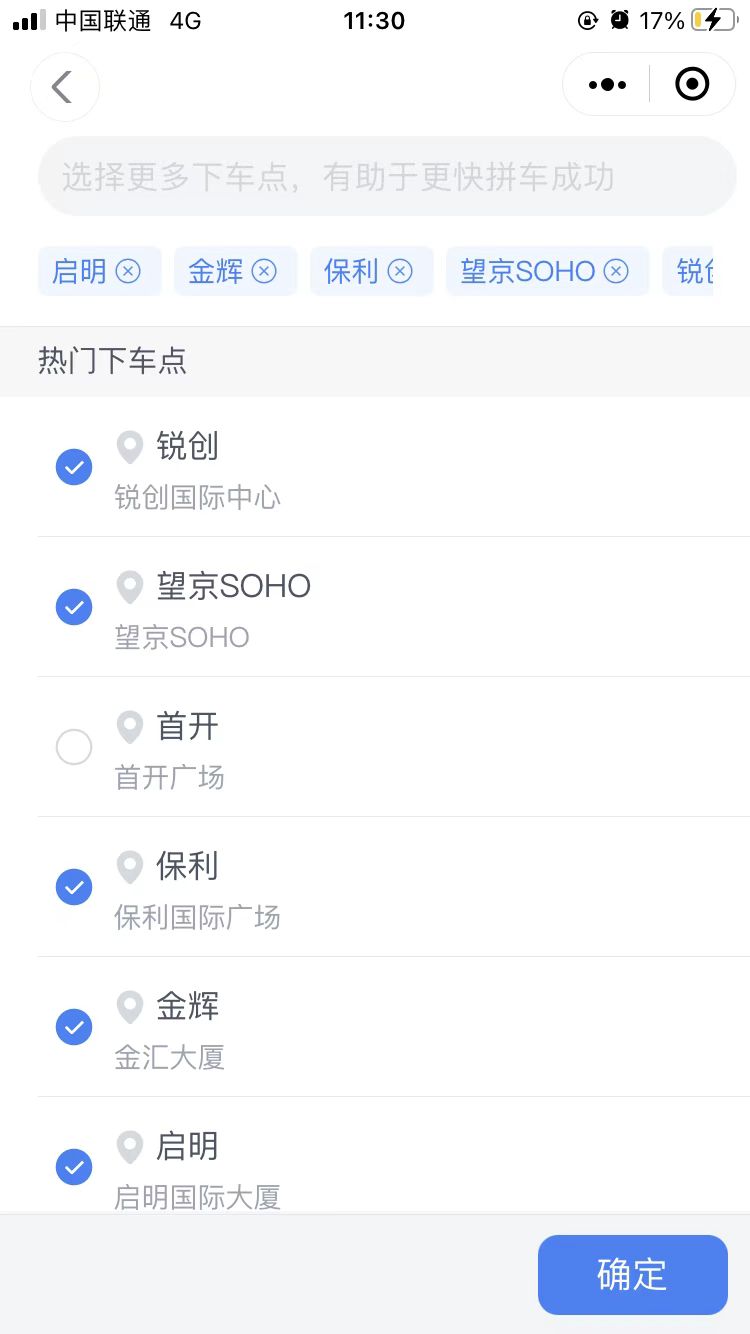 中国联通 4G 11:30 17%
选择更多下车点，有助于更快拼车成功
启明 金辉 保利 望京SOHO 锐创
热门下车点
锐创
锐创国际中心
望京SOHO
望京SOHO
首开
首开广场
保利
保利国际广场
金辉
金汇大厦
启明
启明国际大厦
确定